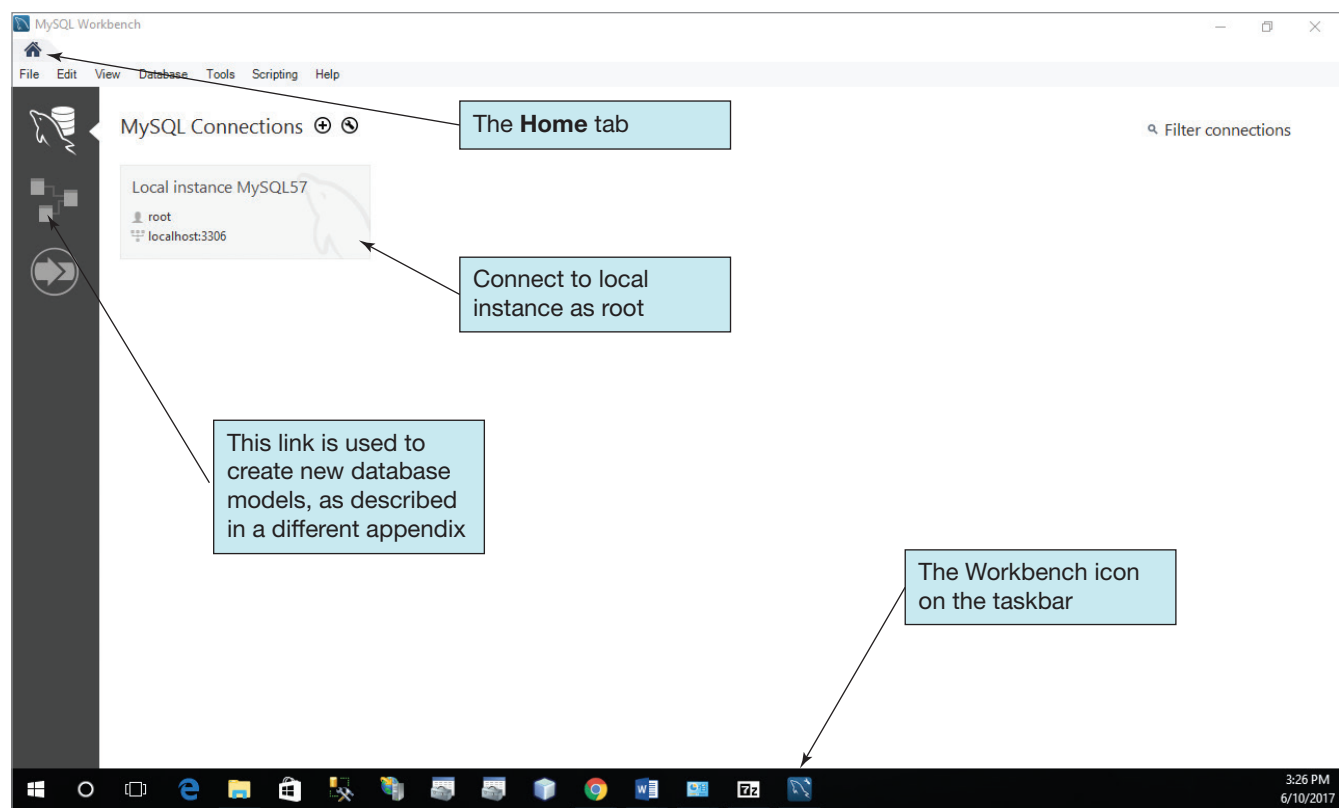 MySQL Workbench
File Edit View Database Tools Scripting Help
MySQL Connections
The Home tab
Filter connections
Local instance MySQL57
root
localhost:3306
Connect to local
instance as root
This link is used to
create new database
models, as described
in a different appendix
The Workbench icon
on the taskbar
7z
3:26 PM
6/10/2017